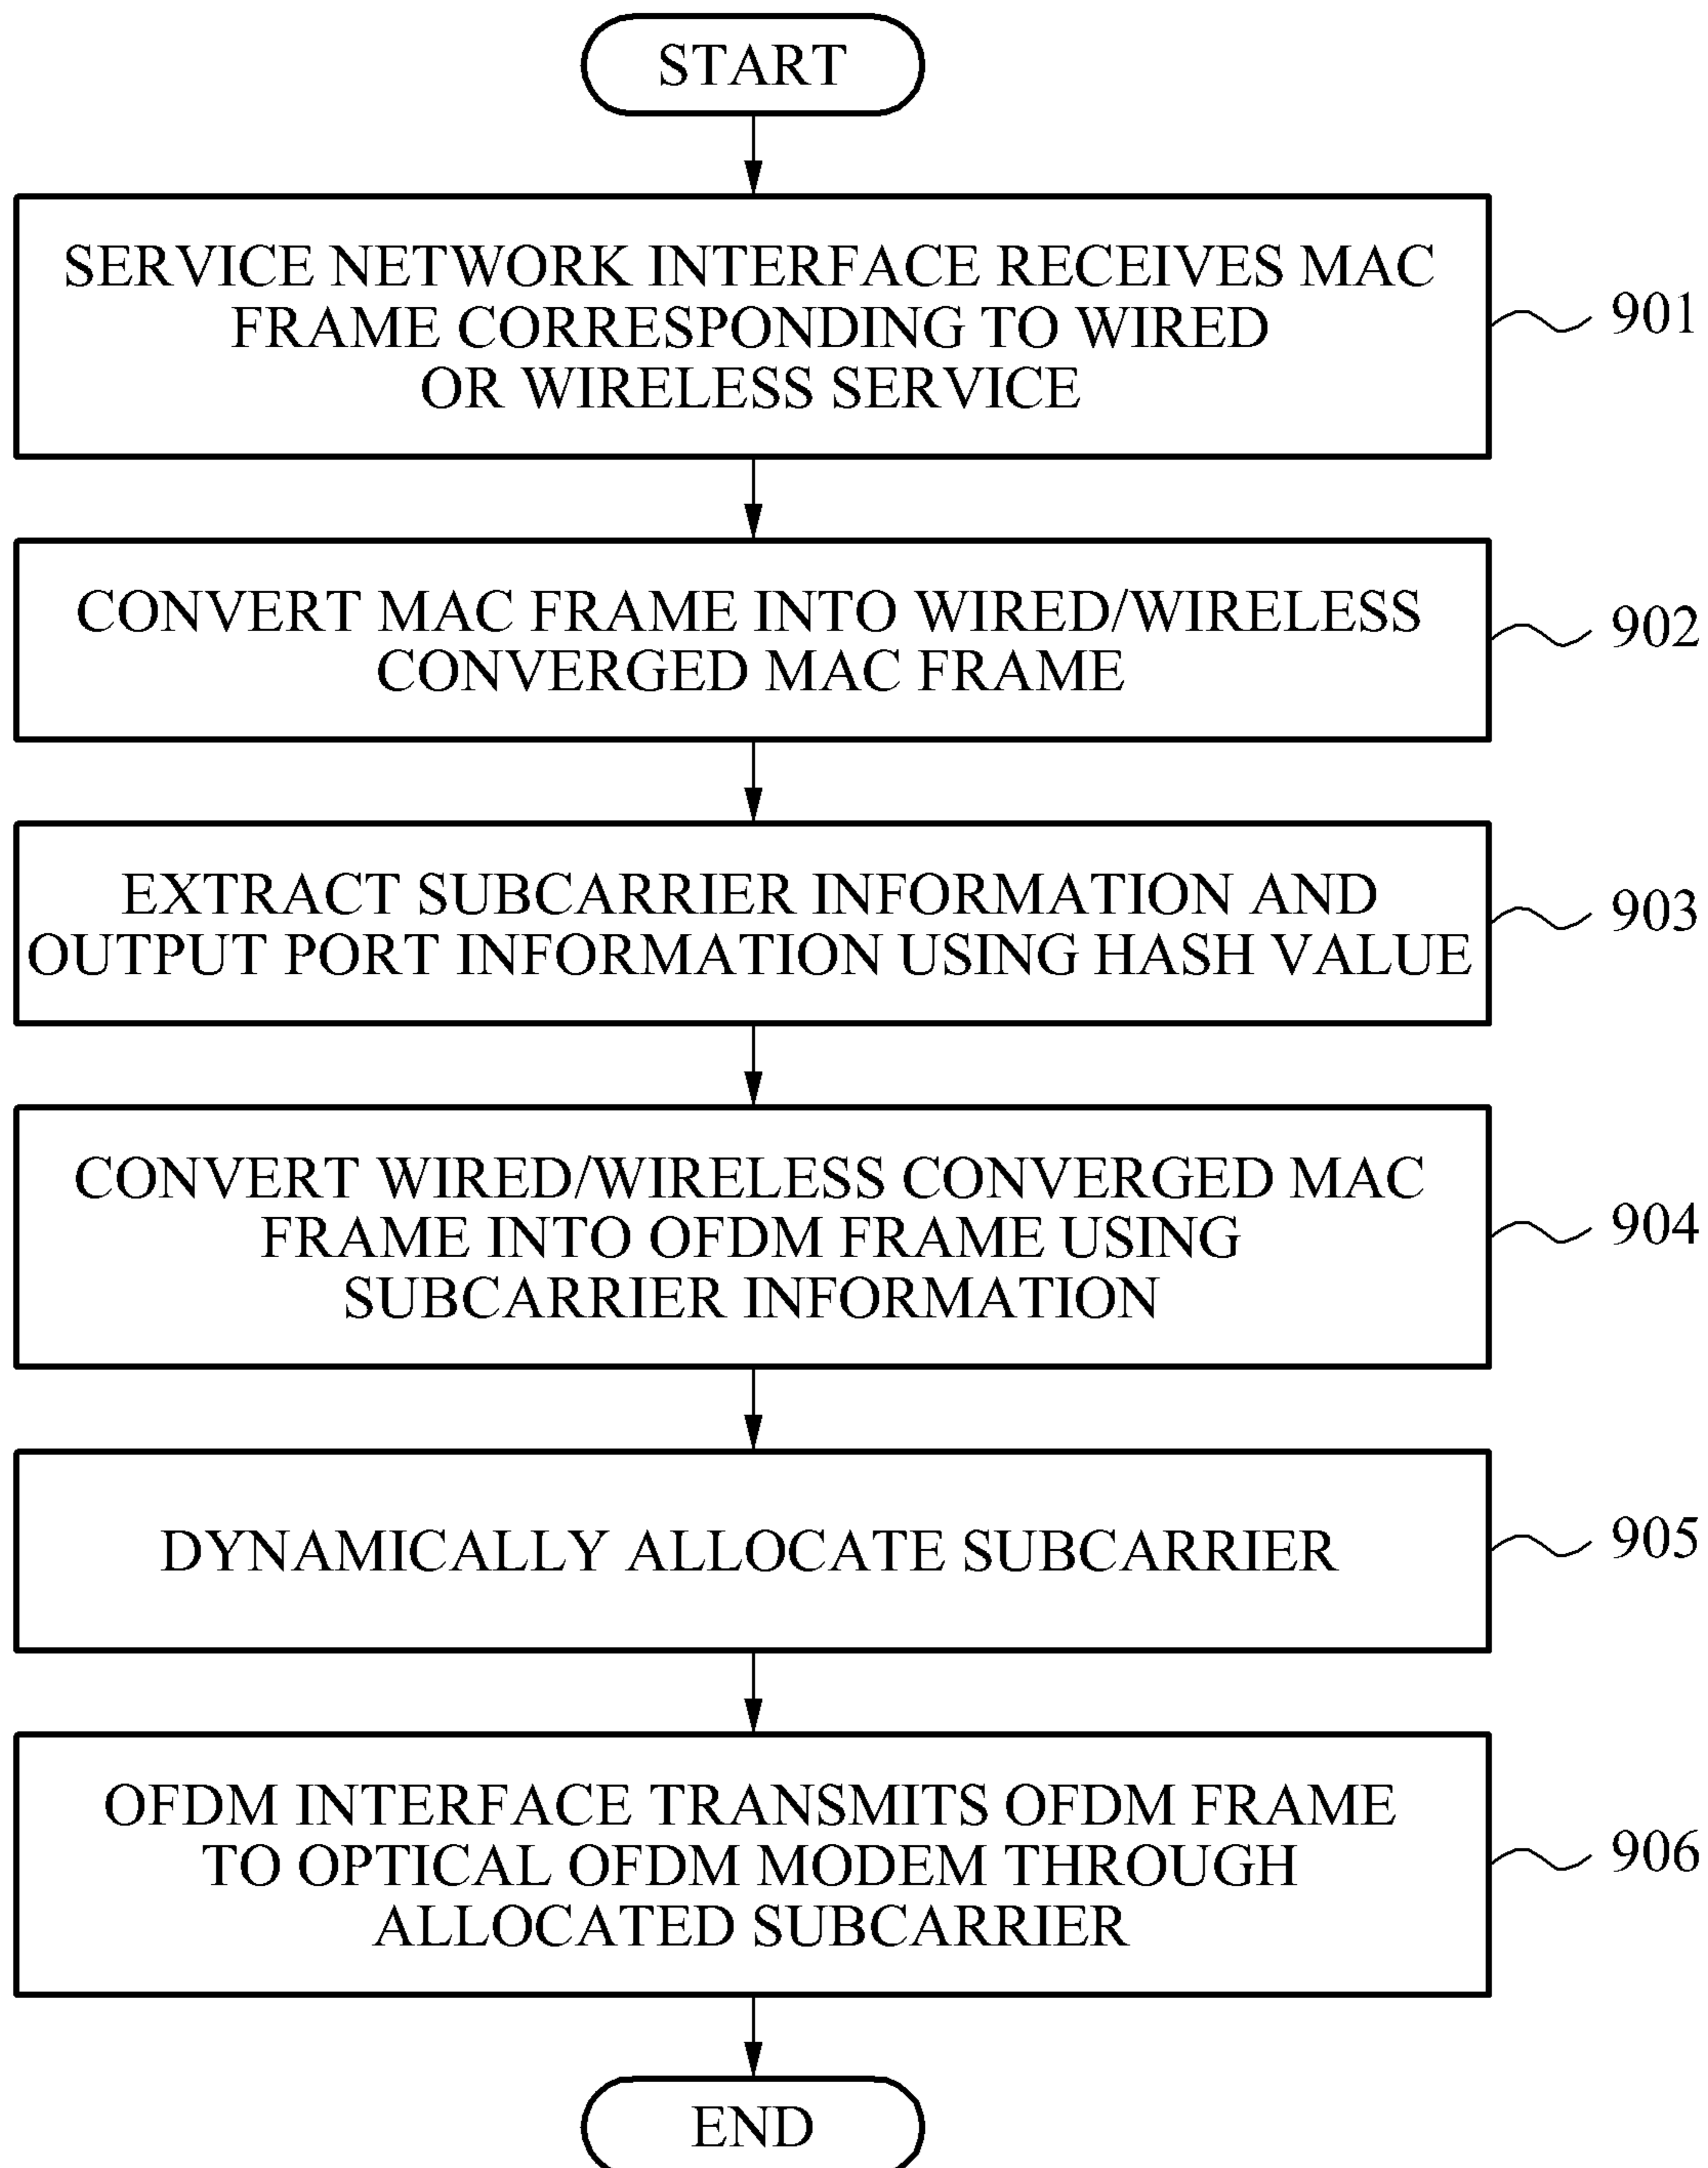 START
SERVICE NETWORK INTERFACE RECEIVES MAC
FRAME CORRESPONDING TO WIRED
OR WIRELESS SERVICE
901
CONVERT MAC FRAME INTO WIRED/WIRELESS
CONVERGED MAC FRAME
902
EXTRACT SUBCARRIER INFORMATION AND
OUTPUT PORT INFORMATION USING HASH VALUE
903
CONVERT WIRED/WIRELESS CONVERGED MAC
FRAME INTO OFDM FRAME USING
SUBCARRIER INFORMATION
904
DYNAMICALLY ALLOCATE SUBCARRIER
905
OFDM INTERFACE TRANSMITS OFDM FRAME
TO OPTICAL OFDM MODEM THROUGH
ALLOCATED SUBCARRIER
906
END